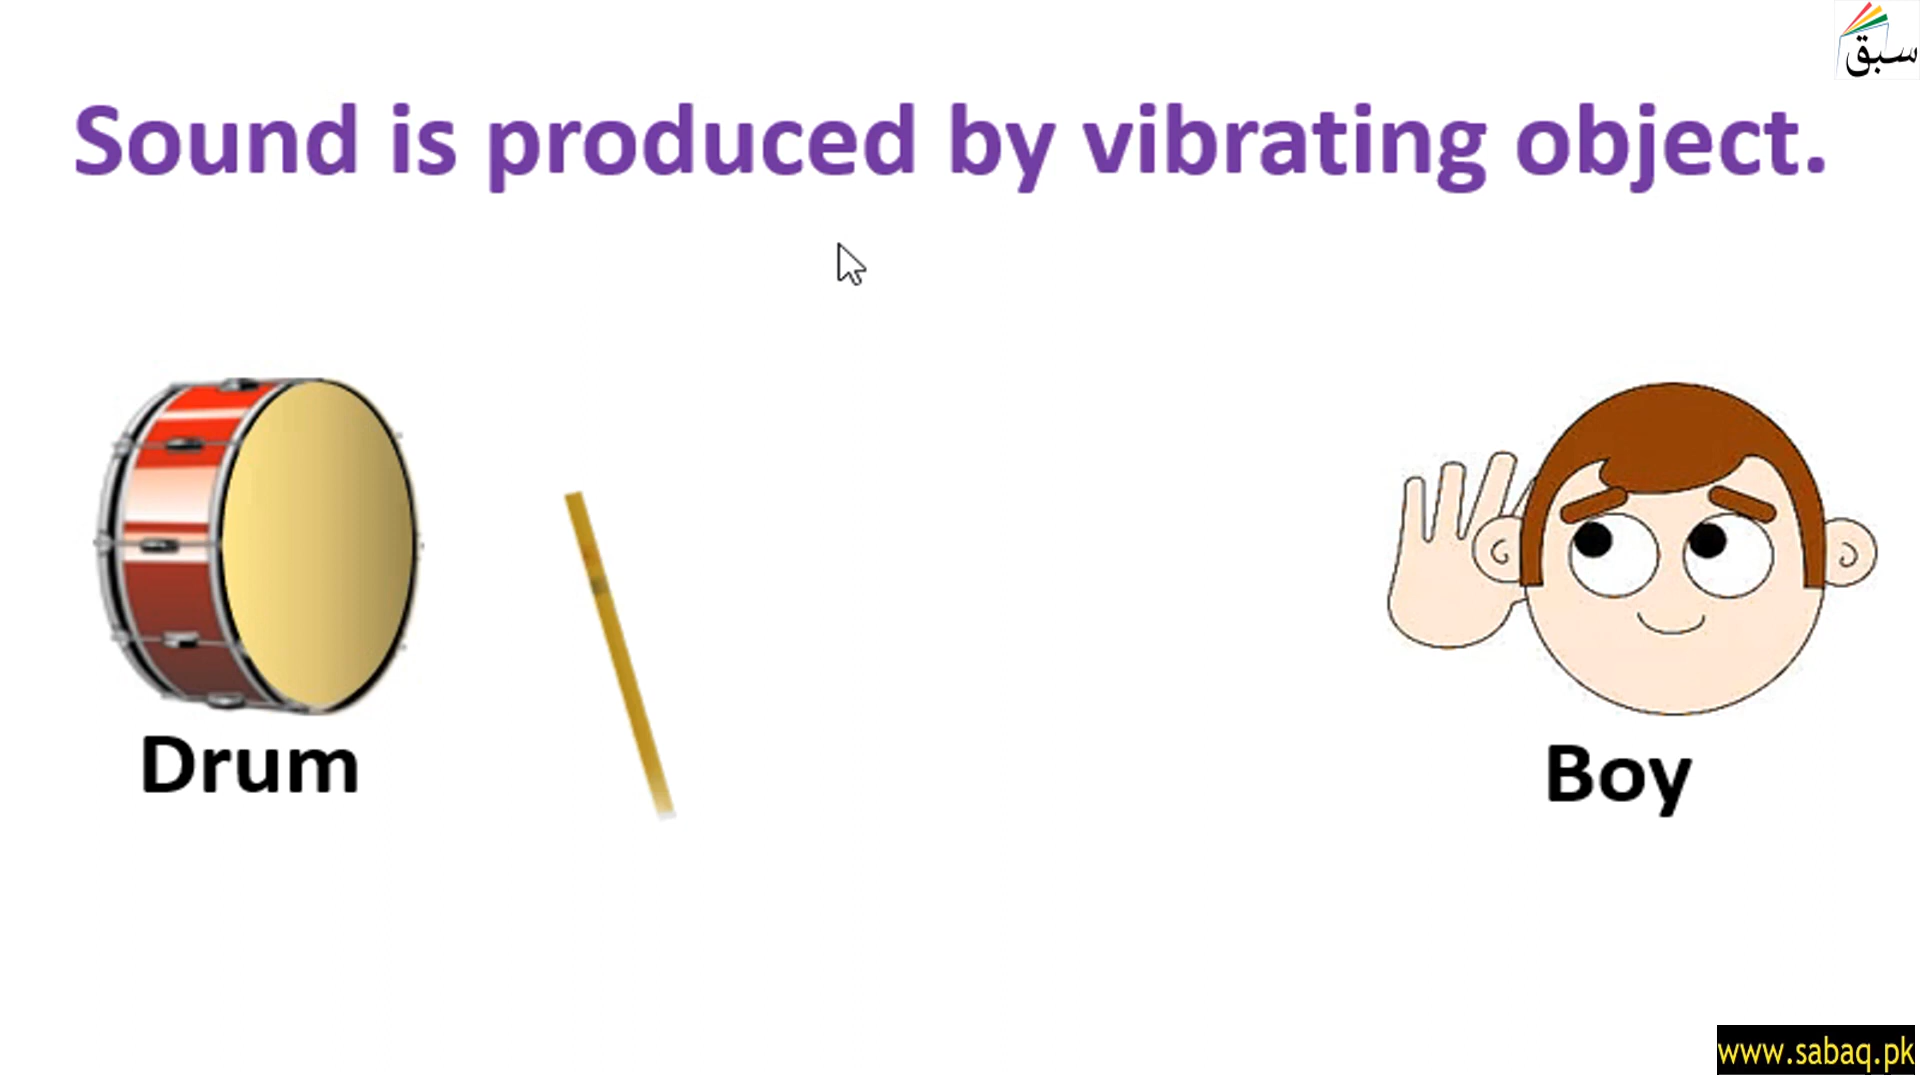 سبق
Sound is produced by vibrating object.
Drum
Boy
www.sabaq.pk